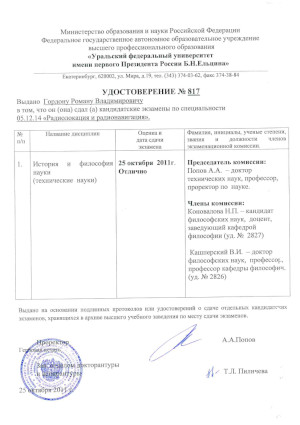 Министерство образования и науки Российской Федерации
Федеральное государственное автономное образовательное учреждение
высшего профессионального образования
«Уральский федеральный университет
имени первого Президента России Б.Н.Ельцина»
Екатеринбург, 620002, ул. Мира, д.19, тел. (343) 374-03-62, факс 374-38-84
УДОСТОВЕРЕНИЕ № 817
Выдано Гордону Роману Владимировичу
в том, что он (она) сдал (а) кандидатские экзамены по специальности
05.12.14 «Радиолокация и радионавигация».
№ п/о
Название дисциплин
Оценка и дата сдачи экзамена
Фамилия, инициалы, ученые степени, звания и должности членов экзаменационной комиссии.
1.
История и философия науки
(технические науки)
25 октября 2011г.
Отлично
Председатель комиссии:
Попов А.А. – доктор
технических наук, профессор,
проректор по науке.
Члены комиссии:
Коновалова Н.П. – кандидат
философских наук, доцент,
заведующий кафедрой
философии (уд. № 2827)
Кашперский В.И. – доктор
философских наук, профессор,
профессор кафедры философии,
(уд. № 2826)
Выдано на основании подлинных протоколов или удостоверений о сдаче отдельных кандидатских
экзаменов, хранящихся в архиве высшего учебного заведения по месту сдачи экзаменов.
Проректор
А.А.Попов
докторантуры
и аспирантуры
Т.Л. Пиличева
25 октября 2011 г.